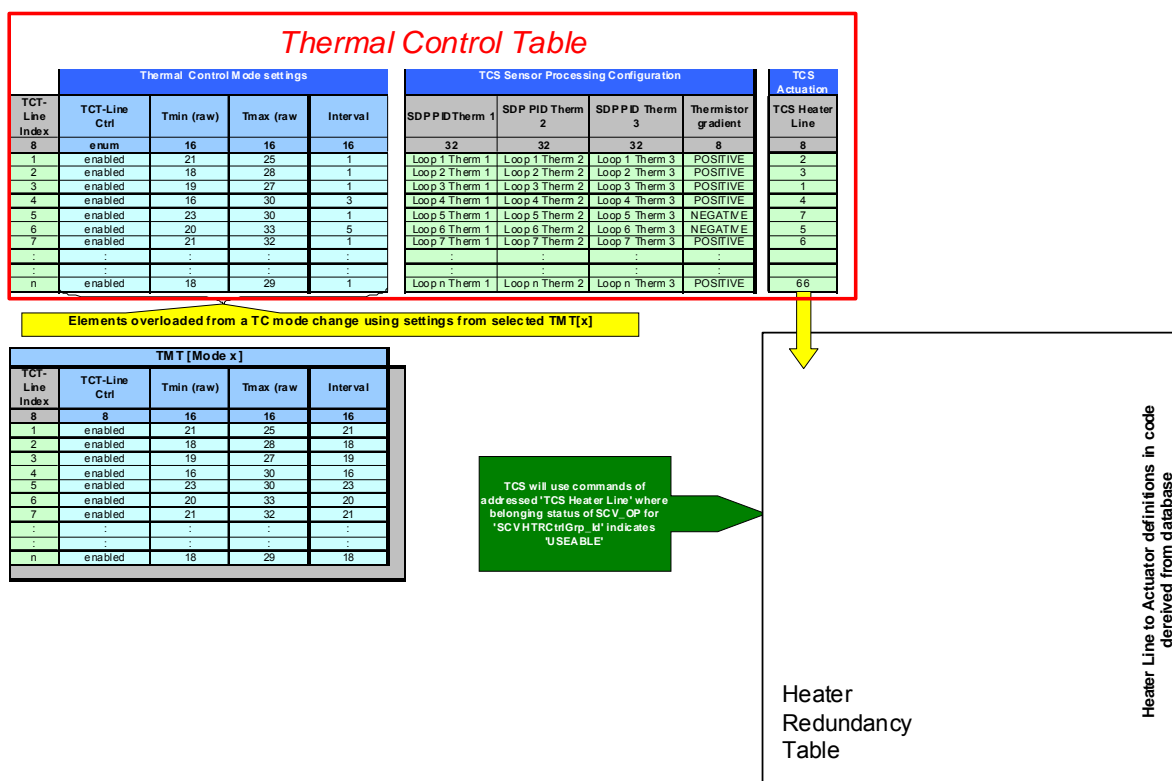 Thermal Control Table
Thermal Control Mode settings TCS Sensor Processing Configuration TCS Actuation
TCT-Line Index TCT-Line Ctrl Tmin (raw) Tmax (raw Interval SDP PID Therm 1 SDP PID Therm 2 SDP PID Therm 3 Thermistor gradient TCS Heater Line
8 enum 16 16 16 32 32 32 8 8
1 enabled 21 25 1 Loop 1 Therm 1 Loop 1 Therm 2 Loop 1 Therm 3 POSITIVE 2
2 enabled 18 28 1 Loop 2 Therm 1 Loop 2 Therm 2 Loop 2 Therm 3 POSITIVE 3
3 enabled 19 27 1 Loop 3 Therm 1 Loop 3 Therm 2 Loop 3 Therm 3 POSITIVE 1
4 enabled 16 30 3 Loop 4 Therm 1 Loop 4 Therm 2 Loop 4 Therm 3 POSITIVE 4
5 enabled 23 30 1 Loop 5 Therm 1 Loop 5 Therm 2 Loop 5 Therm 3 NEGATIVE 7
6 enabled 20 33 5 Loop 6 Therm 1 Loop 6 Therm 2 Loop 6 Therm 3 NEGATIVE 5
7 enabled 21 32 1 Loop 7 Therm 1 Loop 7 Therm 2 Loop 7 Therm 3 POSITIVE 6
: : : : : : : : :
: : : : : : : : :
n enabled 18 29 1 Loop n Therm 1 Loop n Therm 2 Loop n Therm 3 POSITIVE 66
Elements overloaded from a TC mode change using settings from selected TMT[x]
TMT [Mode x]
TCT-Line Index TCT-Line Ctrl Tmin (raw) Tmax (raw Interval
8 8 16 16 16
1 enabled 21 25 21
2 enabled 18 28 18
3 enabled 19 27 19
4 enabled 16 30 16
5 enabled 23 30 23
6 enabled 20 33 20
7 enabled 21 32 21
: : : : :
: : : : :
n enabled 18 29 18
TCS will use commands of
addressed 'TCS Heater Line' where
belonging status of SCV_OP for
'SCVHTRCtrlGrp_Id' indicates
'USEABLE'
Heater
Redundancy
Table
Heater Line to Actuator definitions in code
dereived from database